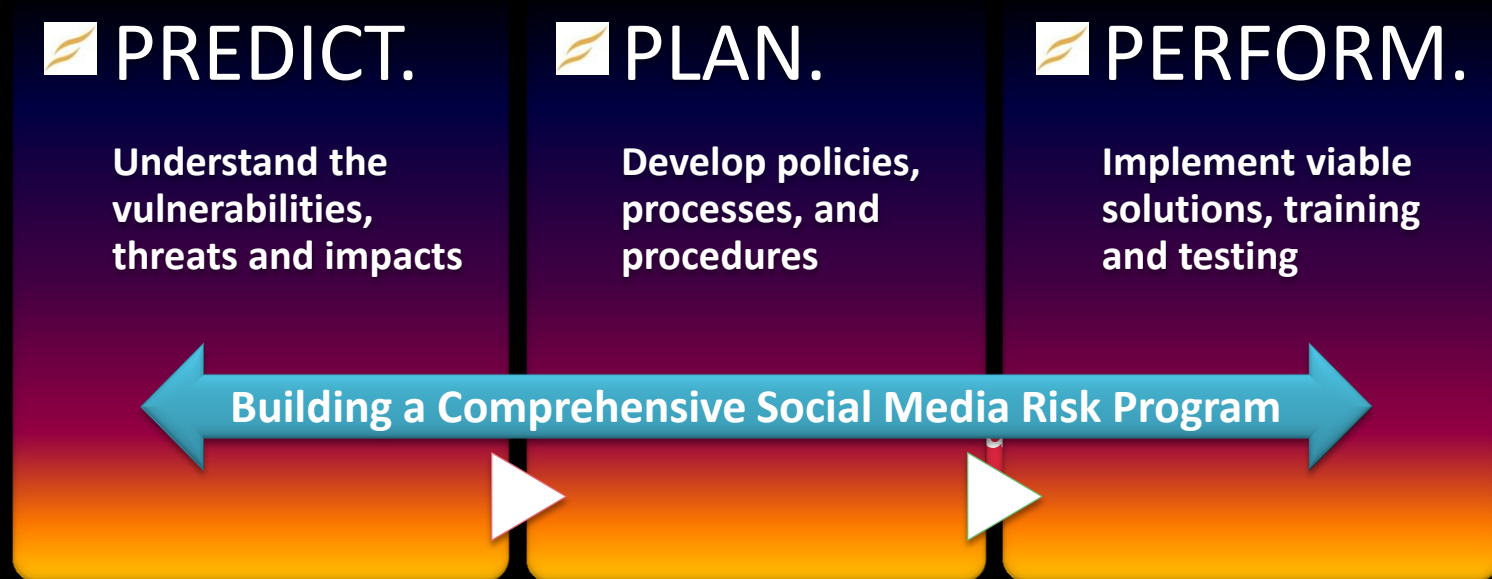 PREDICT.
Understand the
vulnerabilities,
threats and impacts
PLAN.
Develop policies,
processes, and
procedures
PERFORM.
Implement viable
solutions, training
and testing
Building a Comprehensive Social Media Risk Program